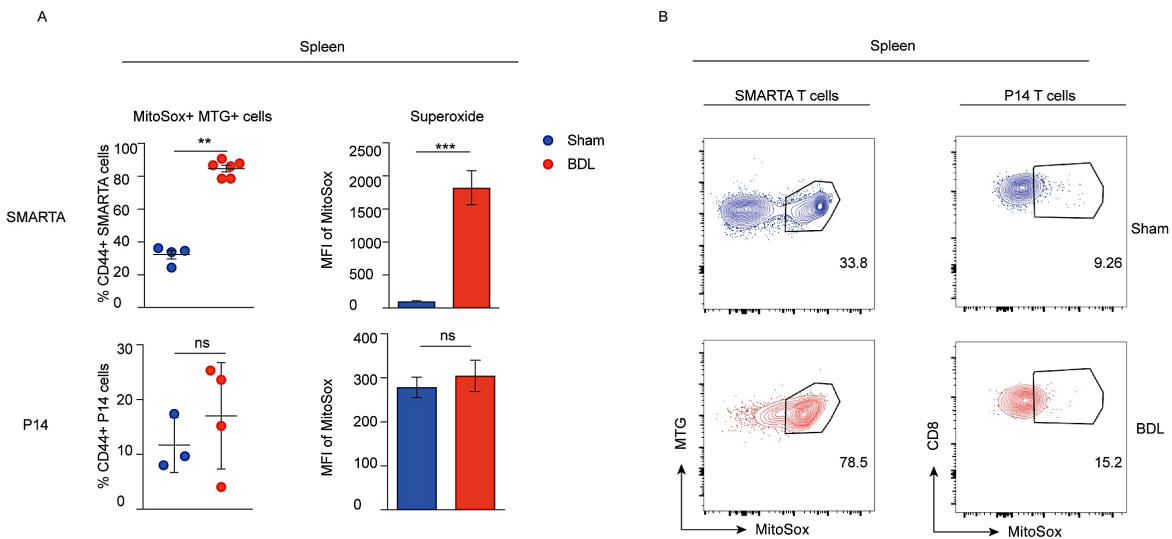 A
B
Spleen
Spleen
MitoSox+ MTG+ cells
Superoxide
Sham
BDL
SMARTA T cells
P14 T cells
SMARTA
% CD44+ SMARTA cells
100
80
60
40
20
0
**
MFI of MitoSox
2500
2000
1500
1000
500
0
***
33.8
9.26
Sham
P14
% CD44+ P14 cells
30
20
10
0
ns
MFI of MitoSox
400
300
200
100
0
ns
MTG
78.5
MitoSox
CD8
15.2
MitoSox
BDL